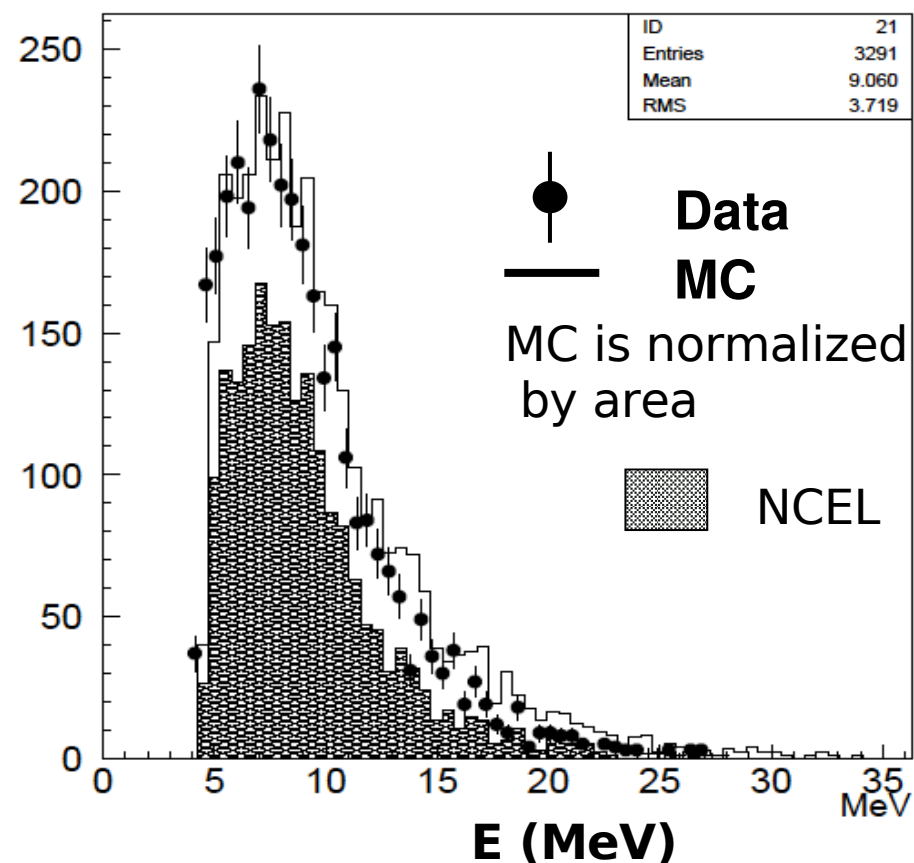 ID 21
Entries 3291
Mean 9.060
RMS 3.719
250
200
150
100
50
0
Data
MC
MC is normalized
by area
NCEL
0 5 10 15 20 25 30 35
MeV
E (MeV)